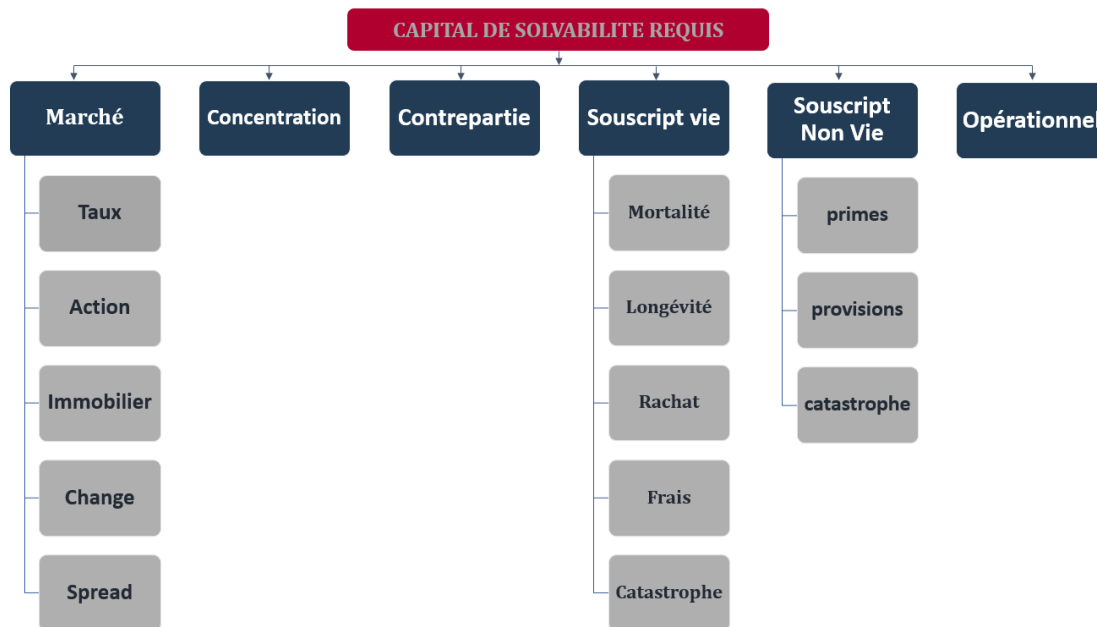 CAPITAL DE SOLVABILITE REQUIS
Marché
Concentration
Contrepartie
Souscript vie
Souscript
Non Vie
Opérationnel
Taux
Action
Immobilier
Change
Spread
Mortalité
Longévité
Rachat
Frais
Catastrophe
primes
provisions
catastrophe